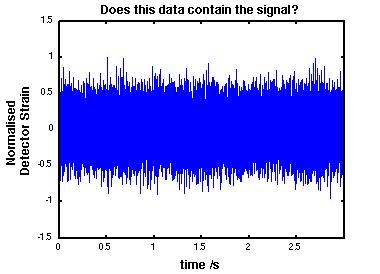 Does this data contain the signal?
1.5
1
0.5
0
-0.5
-1
-1.5
Normalised
Detector Strain
0 0.5 1 1.5 2 2.5
time /s